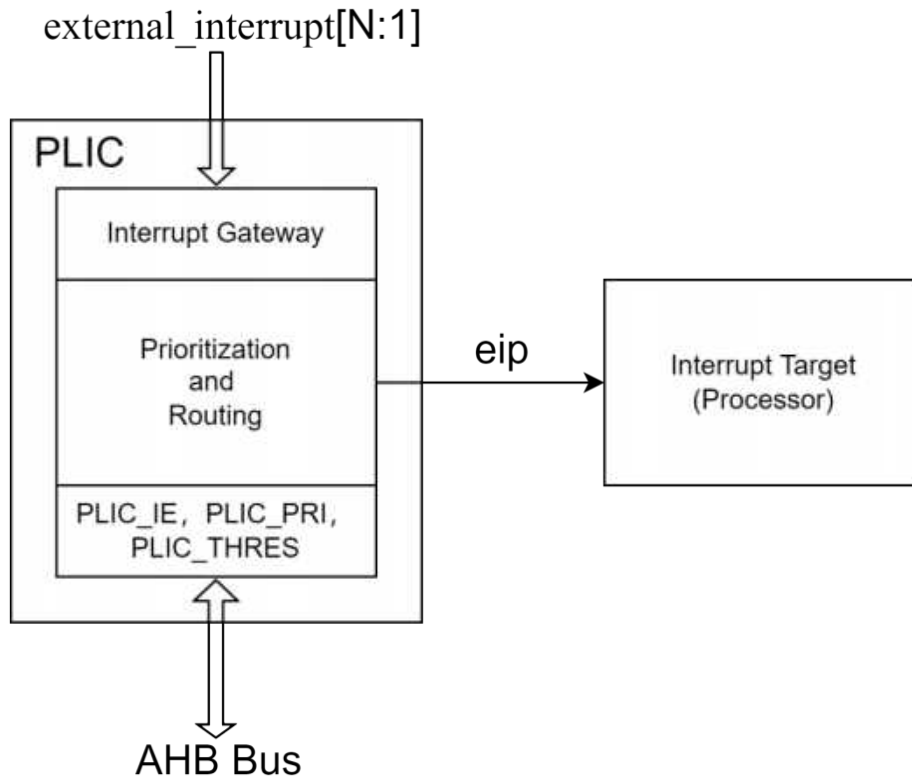 external_interrupt[N:1]
PLIC
Interrupt Gateway
Prioritization
and
Routing
PLIC_IE，PLIC_PRI，
PLIC_THRES
eip
Interrupt Target
(Processor)
AHB Bus